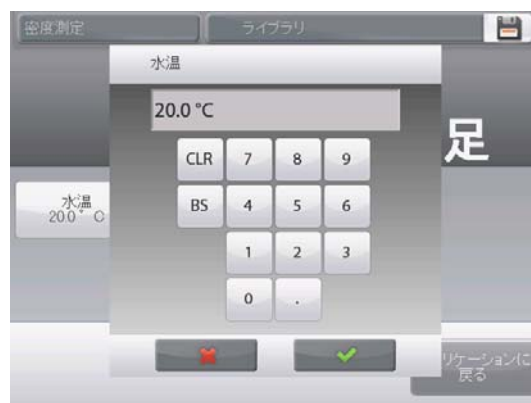 密度測定
ライブラリ
水温
20.0 °C
足
CLR 7 8 9
水温
20.0° C
BS 4 5 6
1 2 3
0 .
リケーションに
戻る